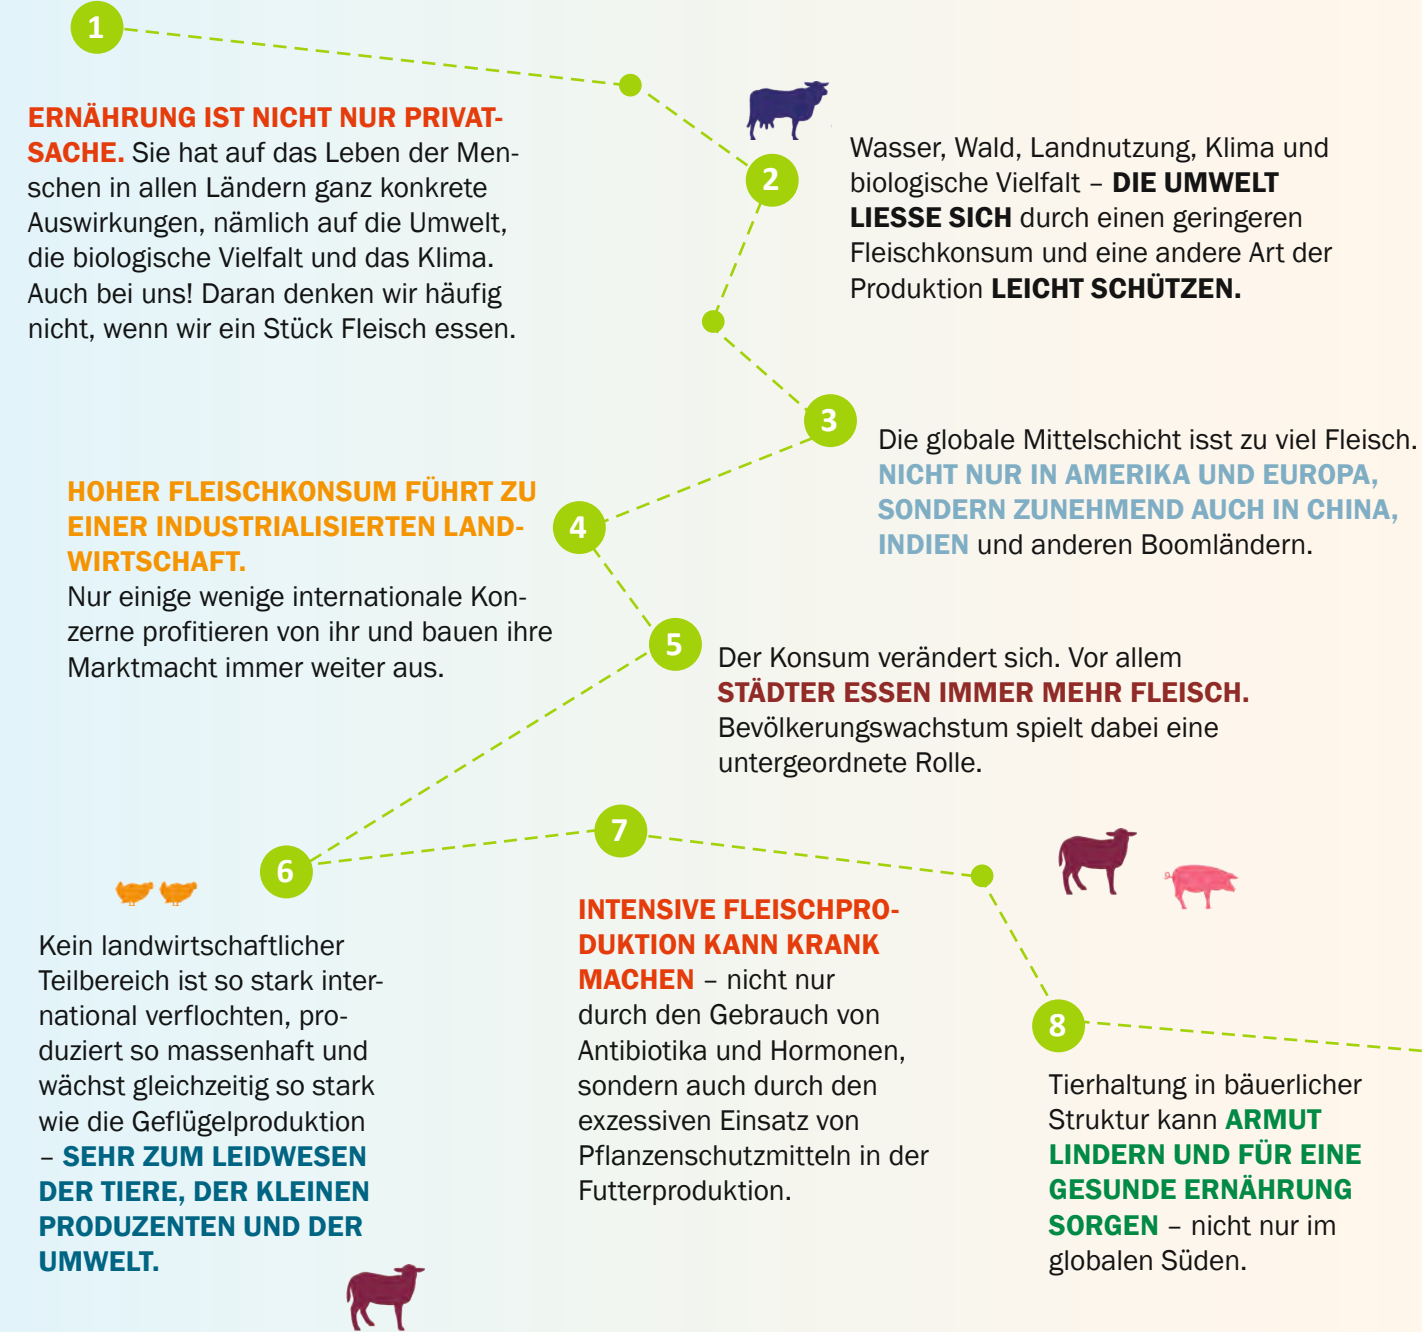 1
ERNÄHRUNG IST NICHT NUR PRIVAT-
SACHE. Sie hat auf das Leben der Men-
schen in allen Ländern ganz konkrete
Auswirkungen, nämlich auf die Umwelt,
die biologische Vielfalt und das Klima.
Auch bei uns! Daran denken wir häufig
nicht, wenn wir ein Stück Fleisch essen.
2
Wasser, Wald, Landnutzung, Klima und
biologische Vielfalt – DIE UMWELT
LIESSE SICH durch einen geringeren
Fleischkonsum und eine andere Art der
Produktion LEICHT SCHÜTZEN.
3
Die globale Mittelschicht isst zu viel Fleisch.
NICHT NUR IN AMERIKA UND EUROPA,
SONDERN ZUNEHMEND AUCH IN CHINA,
INDIEN und anderen Boomländern.
4
HOHER FLEISCHKONSUM FÜHRT ZU
EINER INDUSTRIALISIERTEN LAND-
WIRTSCHAFT.
Nur einige wenige internationale Kon-
zerne profitieren von ihr und bauen ihre
Marktmacht immer weiter aus.
5
Der Konsum verändert sich. Vor allem
STÄDTER ESSEN IMMER MEHR FLEISCH.
Bevölkerungswachstum spielt dabei eine
untergeordnete Rolle.
6
Kein landwirtschaftlicher
Teilbereich ist so stark inter-
national verflochten, pro-
duziert so massenhaft und
wächst gleichzeitig so stark
wie die Geflügelproduktion
– SEHR ZUM LEIDWESEN
DER TIERE, DER KLEINEN
PRODUZENTEN UND DER
UMWELT.
7
INTENSIVE FLEISCHPRO-
DUKTION KANN KRANK
MACHEN – nicht nur
durch den Gebrauch von
Antibiotika und Hormonen,
sondern auch durch den
exzessiven Einsatz von
Pflanzenschutzmitteln in der
Futterproduktion.
8
Tierhaltung in bäuerlicher
Struktur kann ARMUT
LINDERN UND FÜR EINE
GESUNDE ERNÄHRUNG
SORGEN – nicht nur im
globalen Süden.